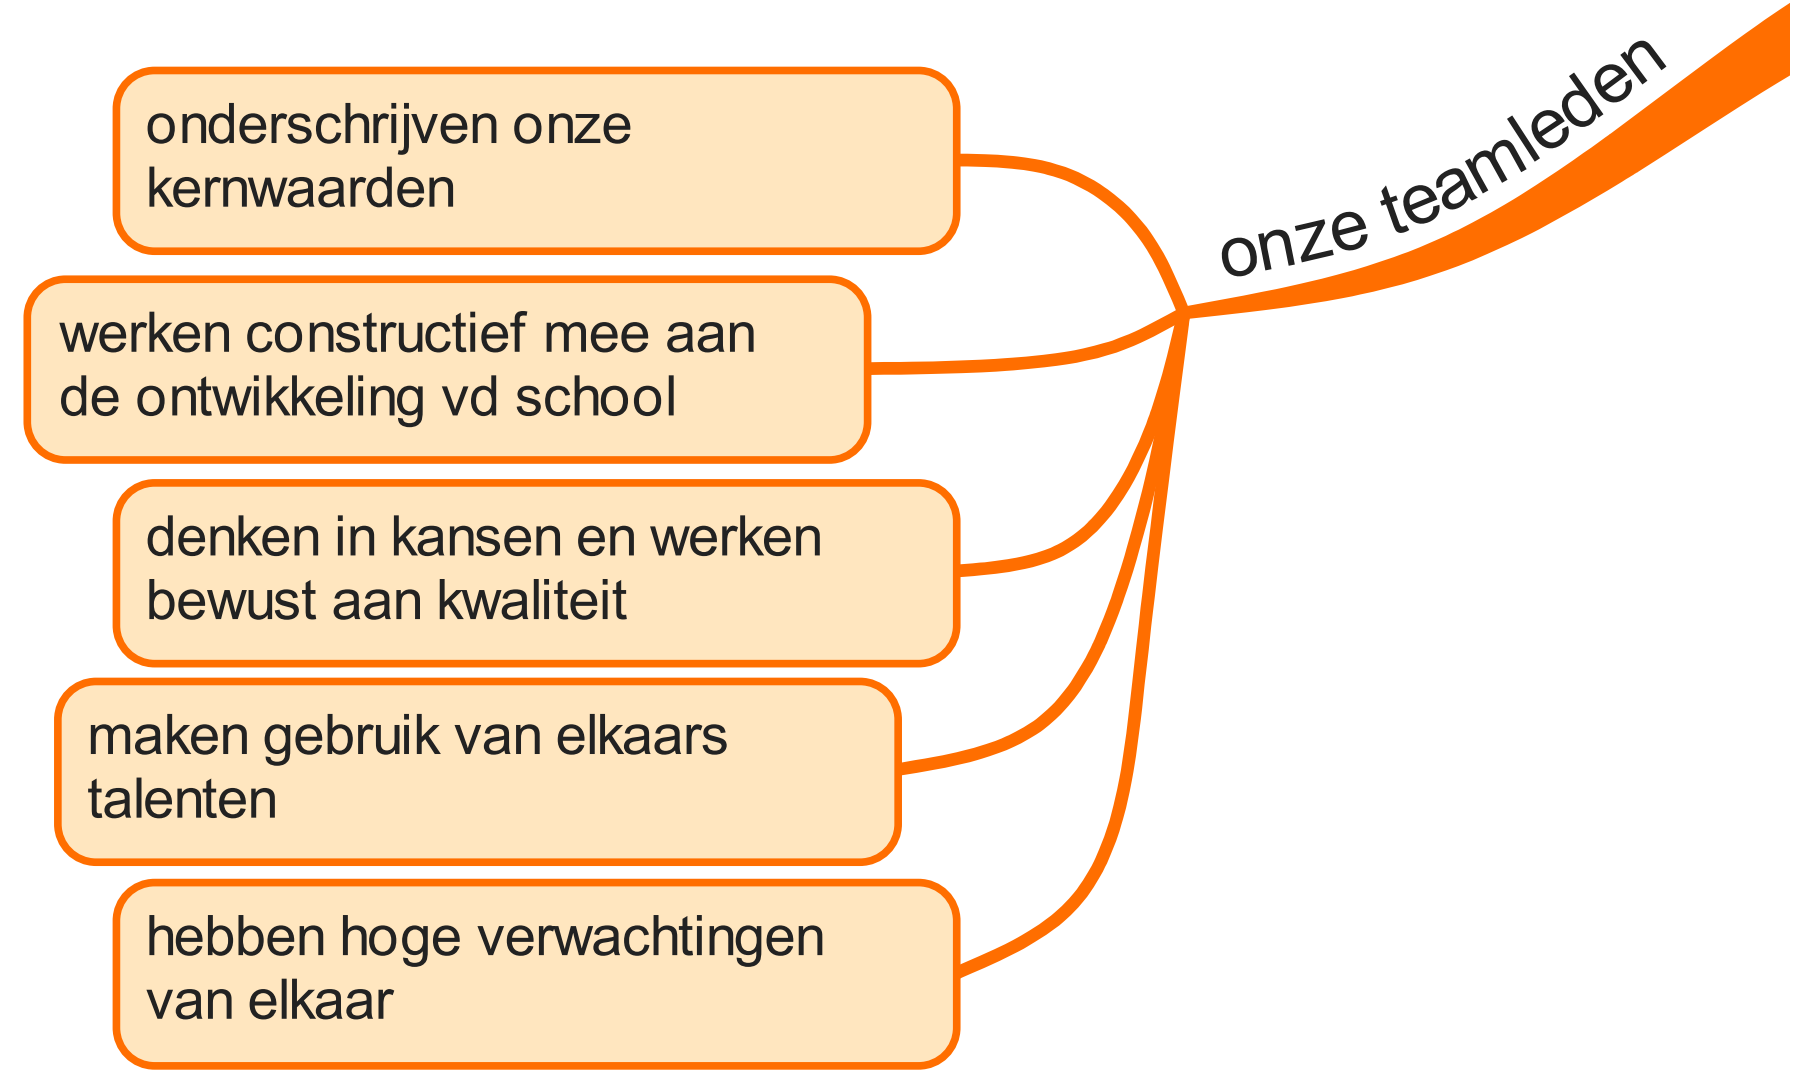 onze teamleden
onderschrijven onze
kernwaarden
werken constructief mee aan
de ontwikkeling vd school
denken in kansen en werken
bewust aan kwaliteit
maken gebruik van elkaars
talenten
hebben hoge verwachtingen
van elkaar